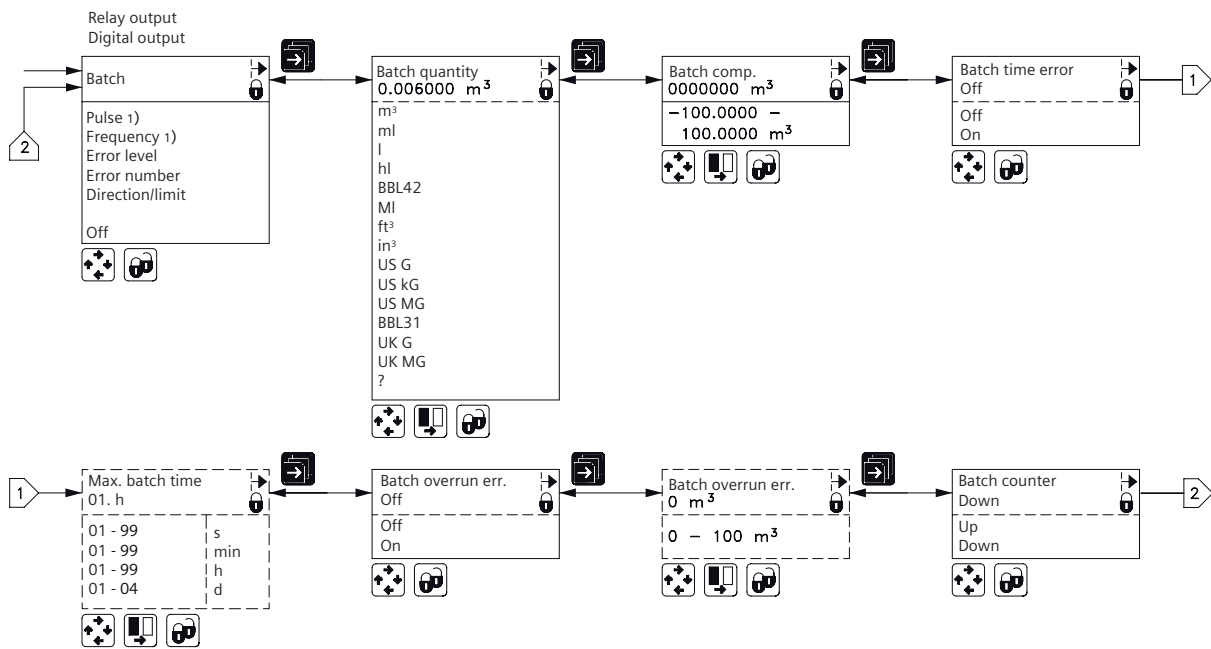 Relay output
Digital output
Batch
Pulse 1)
Frequency 1)
Error level
Error number
Direction/limit
Off
2
Batch quantity
0.006000 m³
m³
ml
l
hl
BBL42
Ml
ft³
in³
US G
US kG
US MG
BBL31
UK G
UK MG
?
Batch comp.
0000000 m³
−100.0000 −
100.0000 m³
Batch time error
Off
Off
On
1
1
Max. batch time
01. h
01 - 99 s
01 - 99 min
01 - 99 h
01 - 04 d
Batch overrun err.
Off
Off
On
Batch overrun err.
0 m³
0 − 100 m³
Batch counter
Down
Up
Down
2